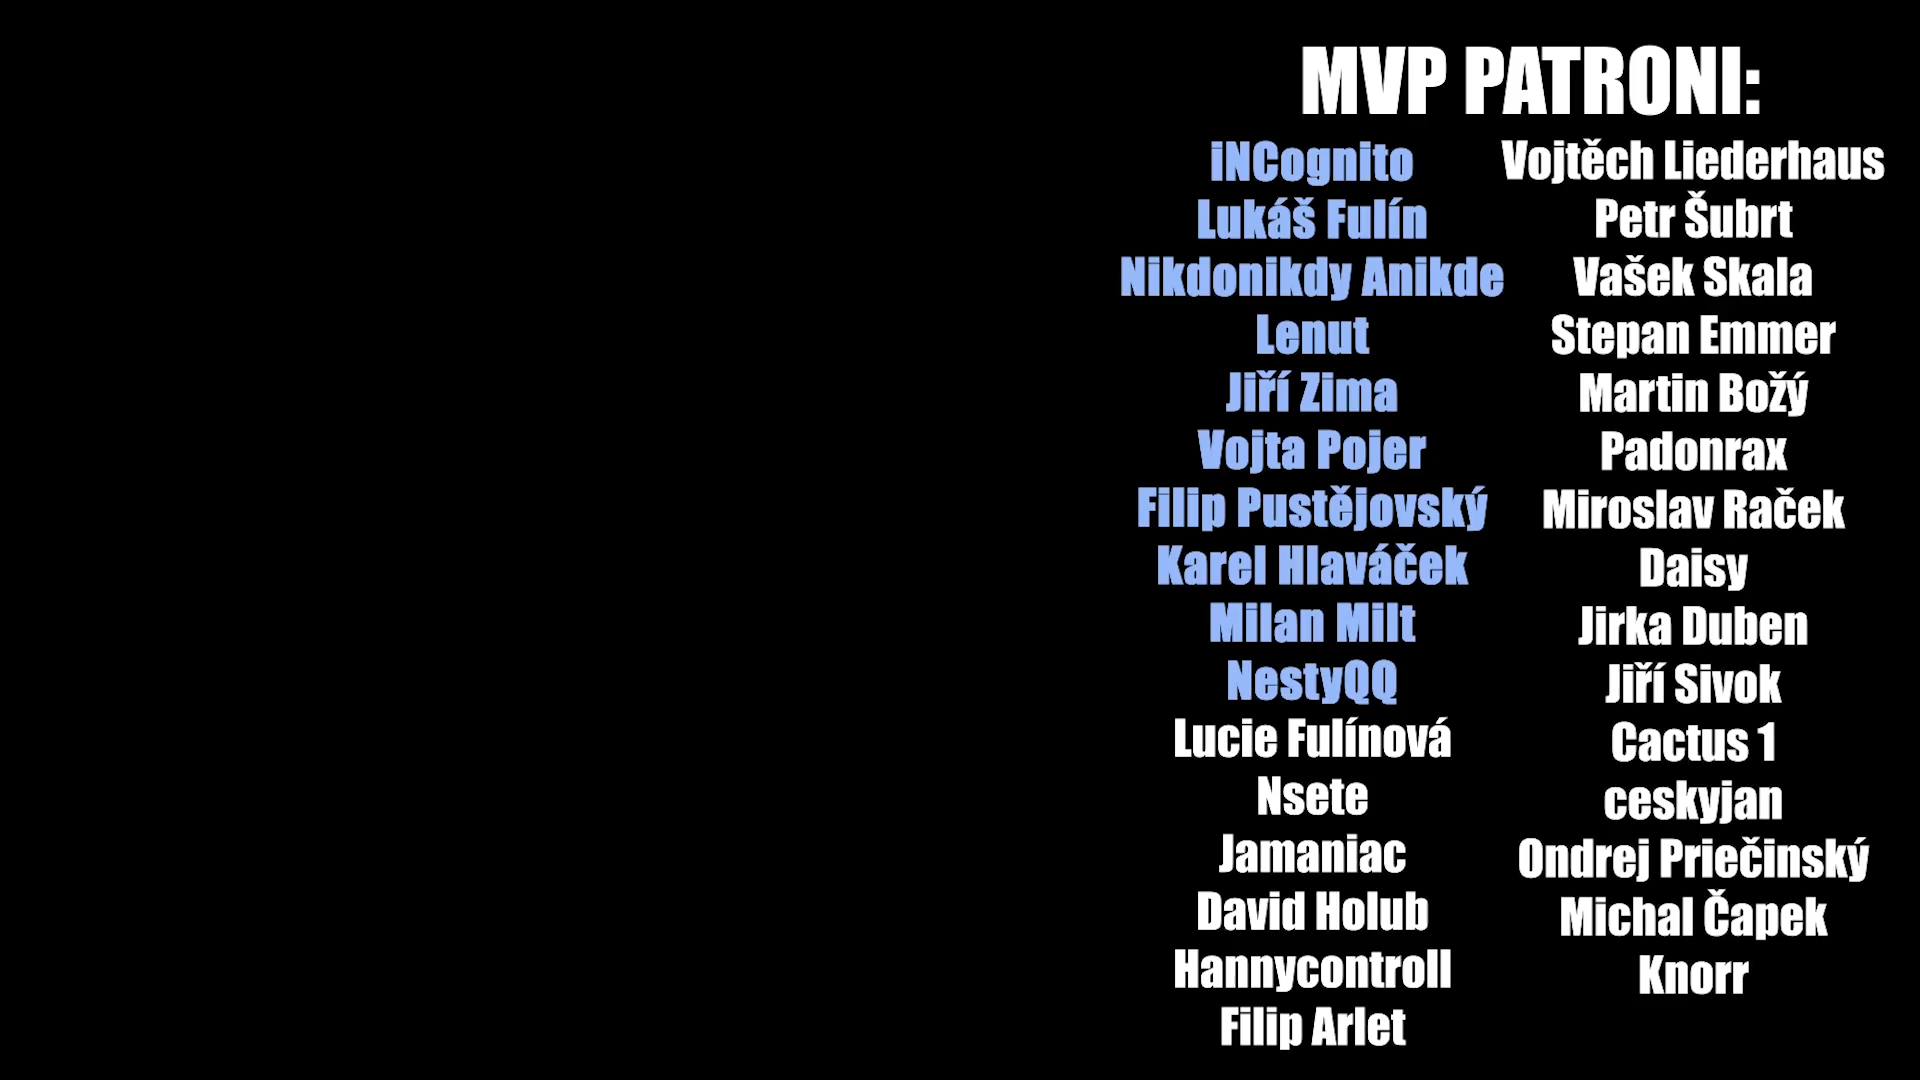 MVP PATRONI:
iNCognito
Lukáš Fulín
Nikdonikdy Anikde
Lenut
Jiří Zima
Vojta Pojer
Filip Pustějovský
Karel Hlaváček
Milan Milt
NestyQQ
Lucie Fulínová
Nsete
Jamaniac
David Holub
Hannycontroll
Filip Arlet
Vojtěch Liederhaus
Petr Šubrt
Vašek Skala
Stepan Emmer
Martin Božý
Padonrax
Miroslav Raček
Daisy
Jirka Duben
Jiří Sivok
Cactus 1
ceskyjan
Ondrej Priečinský
Michal Čapek
Knorr